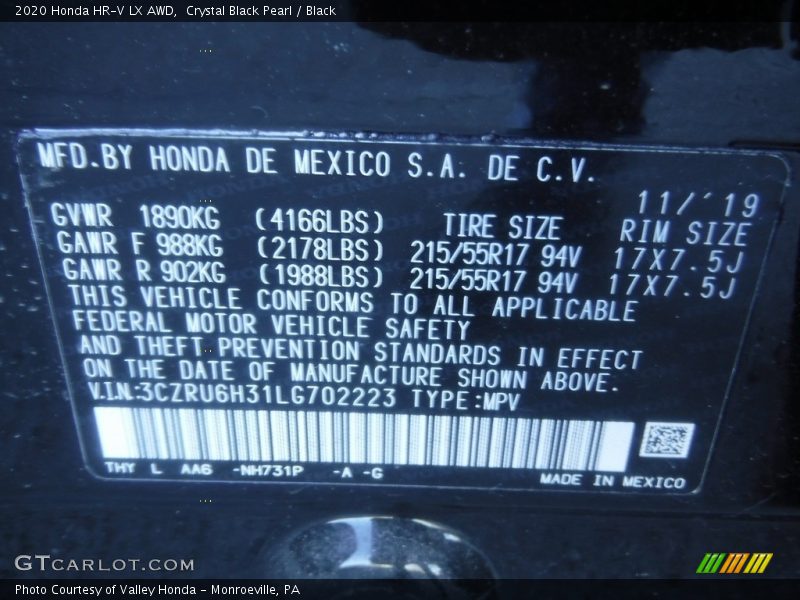 2020 Honda HR-V LX AWD, Crystal Black Pearl / Black
MFD.BY HONDA DE MEXICO S.A. DE C.V.
11/´19
GVWR 1890KG (4166LBS) TIRE SIZE RIM SIZE
GAWR F 988KG (2178LBS) 215/55R17 94V 17X7.5J
GAWR R 902KG (1988LBS) 215/55R17 94V 17X7.5J
THIS VEHICLE CONFORMS TO ALL APPLICABLE
FEDERAL MOTOR VEHICLE SAFETY
AND THEFT PREVENTION STANDARDS IN EFFECT
ON THE DATE OF MANUFACTURE SHOWN ABOVE.
V.I.N:3CZRU6H31LG702223 TYPE:MPV
THY L AA6 -NH731P -A -G
MADE IN MEXICO
GTCARLOT.COM
Photo Courtesy of Valley Honda - Monroeville, PA